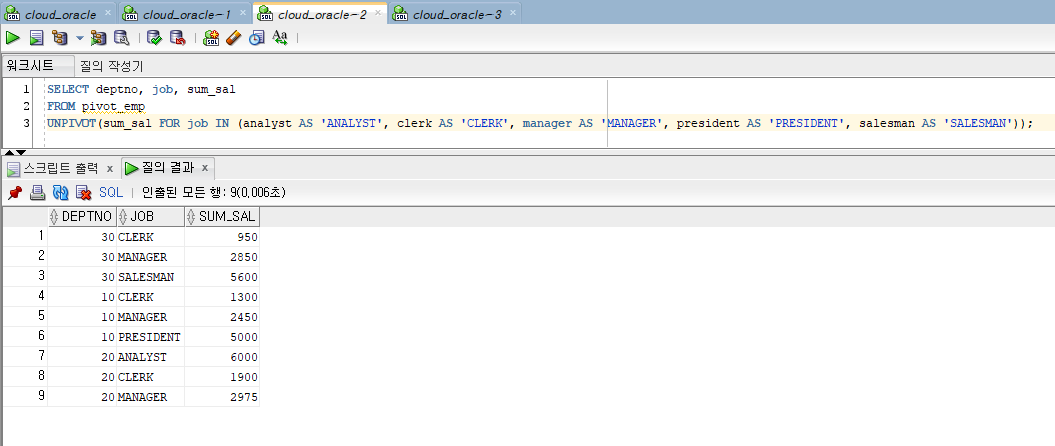 cloud_oracle × cloud_oracle~1 × cloud_oracle~2 × cloud_oracle~3 ×
워크시트 질의 작성기
1 SELECT deptno, job, sum_sal
2 FROM pivot_emp
3 UNPIVOT(sum_sal FOR job IN (analyst AS 'ANALYST', clerk AS 'CLERK', manager AS 'MANAGER', president AS 'PRESIDENT', salesman AS 'SALESMAN'));
스크립트 출력 × 질의 결과 ×
SQL | 인출된 모든 행: 9(0,006초)
DEPTNO JOB SUM_SAL
1 30 CLERK 950
2 30 MANAGER 2850
3 30 SALESMAN 5600
4 10 CLERK 1300
5 10 MANAGER 2450
6 10 PRESIDENT 5000
7 20 ANALYST 6000
8 20 CLERK 1900
9 20 MANAGER 2975